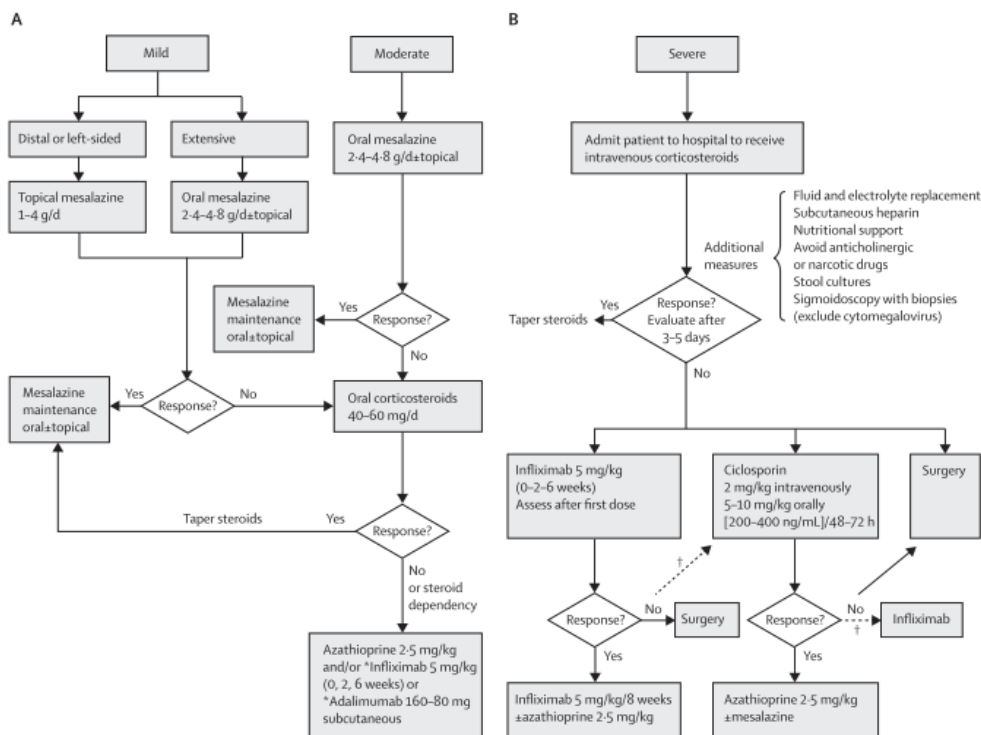 A
Mild
Moderate
Distal or left-sided
Extensive
Oral mesalazine
2·4–4·8 g/d±topical
Topical mesalazine
1–4 g/d
Oral mesalazine
2·4–4·8 g/d±topical
Mesalazine
maintenance
oral±topical
Yes
Response?
No
Mesalazine
maintenance
oral±topical
Yes
Response?
No
Oral corticosteroids
40–60 mg/d
Taper steroids
Yes
Response?
No
or steroid
dependency
Azathioprine 2·5 mg/kg
and/or *Infliximab 5 mg/kg
(0, 2, 6 weeks) or
*Adalimumab 160–80 mg
subcutaneous
B
Severe
Admit patient to hospital to receive
intravenous corticosteroids
Additional
measures
Fluid and electrolyte replacement
Subcutaneous heparin
Nutritional support
Avoid anticholinergic
or narcotic drugs
Stool cultures
Sigmoidoscopy with biopsies
(exclude cytomegalovirus)
Taper steroids
Yes
Response?
Evaluate after
3–5 days
No
Infliximab 5 mg/kg
(0–2–6 weeks)
Assess after first dose
Ciclosporin
2 mg/kg intravenously
5–10 mg/kg orally
[200–400 ng/mL]/48–72 h
Surgery
†
Response?
No
Surgery
Yes
Response?
No
†
Infliximab
Yes
Infliximab 5 mg/kg/8 weeks
±azathioprine 2·5 mg/kg
Azathioprine 2·5 mg/kg
±mesalazine